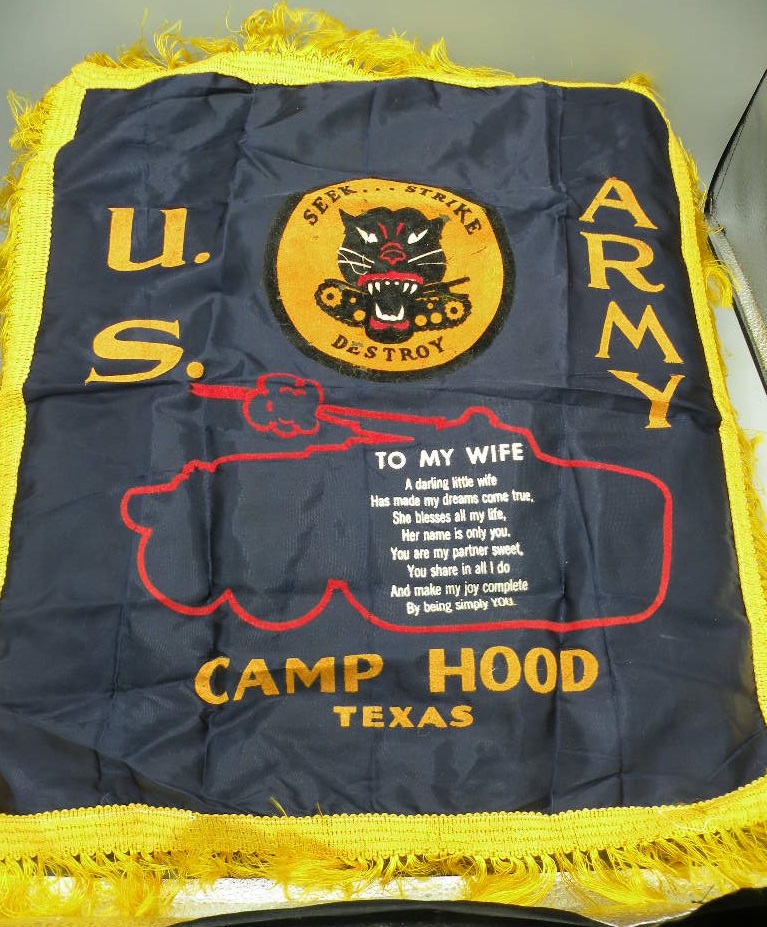 U.
S.
ARMY
SEEK... STRIKE
DESTROY
TO MY WIFE
A darling little wife
Has made my dreams come true,
She blesses all my life,
Her name is only you.
You are my partner sweet,
You share in all I do
And make my joy complete
By being simply YOU.
CAMP HOOD
TEXAS